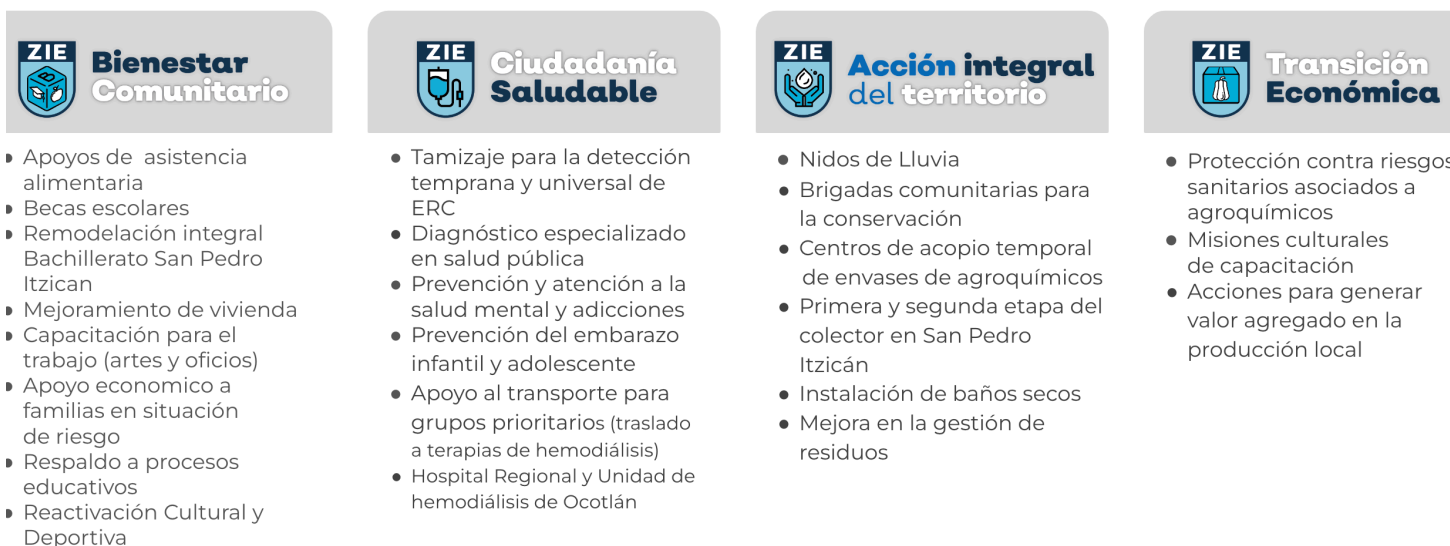 ZIE
Bienestar
Comunitario
Apoyos de asistencia
alimentaria
Becas escolares
Remodelación integral
Bachillerato San Pedro
Itzican
Mejoramiento de vivienda
Capacitación para el
trabajo (artes y oficios)
Apoyo economico a
familias en situación
de riesgo
Respaldo a procesos
educativos
Reactivación Cultural y
Deportiva
ZIE
Ciudadanía
Saludable
Tamizaje para la detección
temprana y universal de
ERC
Diagnóstico especializado
en salud pública
Prevención y atención a la
salud mental y adicciones
Prevención del embarazo
infantil y adolescente
Apoyo al transporte para
grupos prioritarios (traslado
a terapias de hemodiálisis)
Hospital Regional y Unidad de
hemodiálisis de Ocotlán
ZIE
Acción integral
del territorio
Nidos de Lluvia
Brigadas comunitarias para
la conservación
Centros de acopio temporal
de envases de agroquímicos
Primera y segunda etapa del
colector en San Pedro
Itzicán
Instalación de baños secos
Mejora en la gestión de
residuos
ZIE
Transición
Económica
Protección contra riesgos
sanitarios asociados a
agroquímicos
Misiones culturales
de capacitación
Acciones para generar
valor agregado en la
producción local